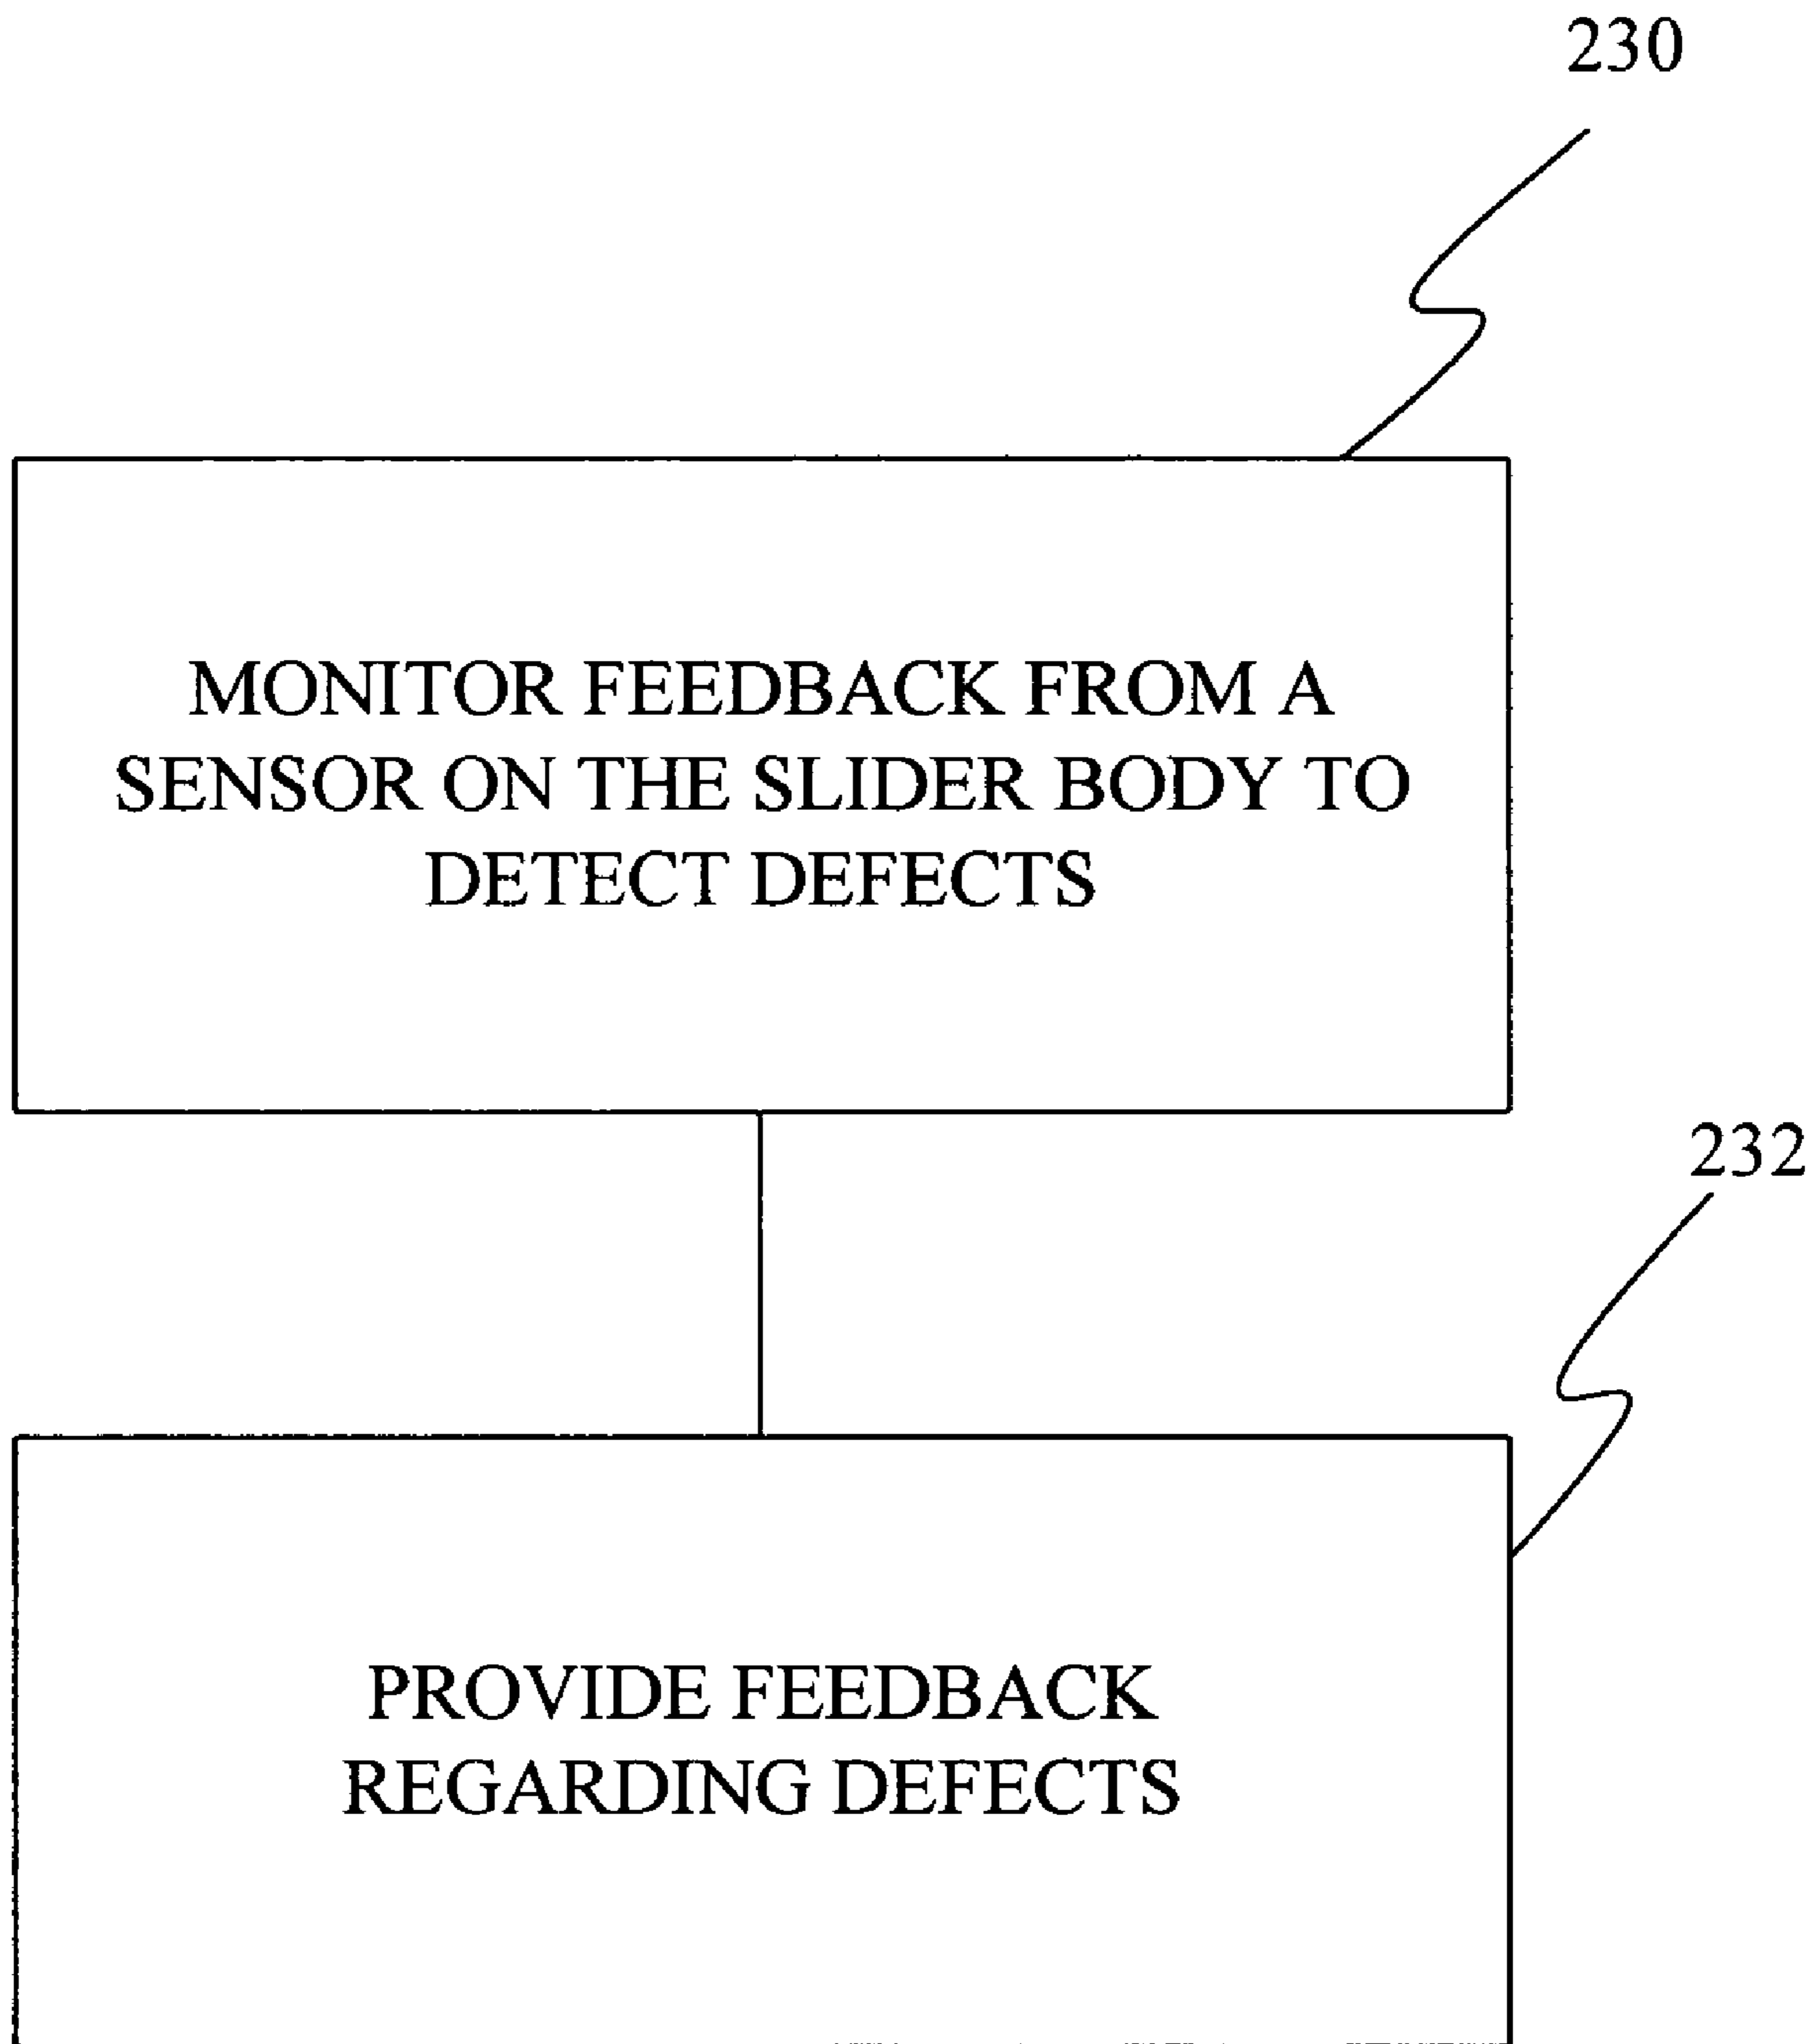 230
MONITOR FEEDBACK FROM A
SENSOR ON THE SLIDER BODY TO
DETECT DEFECTS
232
PROVIDE FEEDBACK
REGARDING DEFECTS